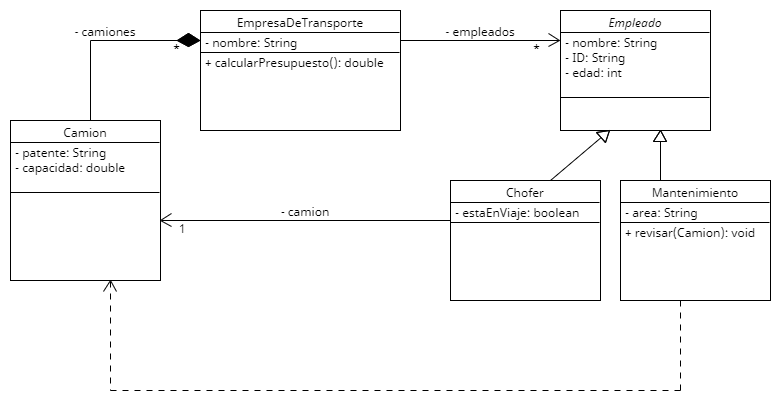 EmpresaDeTransporte
- nombre: String
+ calcularPresupuesto(): double
- camiones
*
- empleados
*
Empleado
- nombre: String
- ID: String
- edad: int
Camion
- patente: String
- capacidad: double
- camion
1
Chofer
- estaEnViaje: boolean
Mantenimiento
- area: String
+ revisar(Camion): void